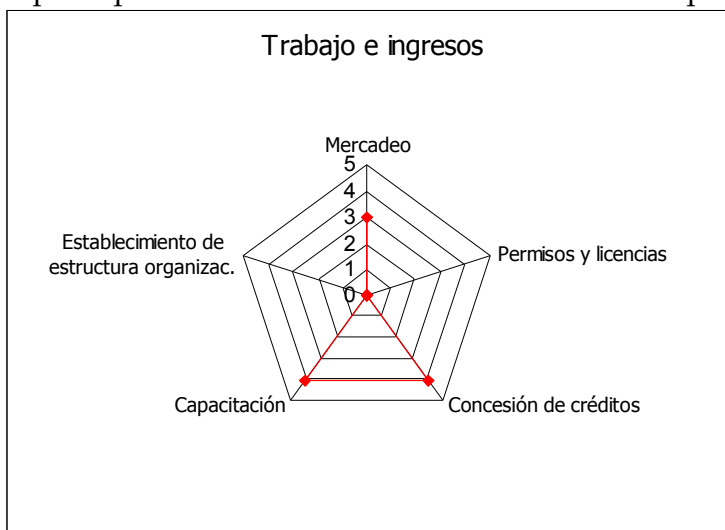 Trabajo e ingresos
Mercadeo
5
4
3
2
1
0
Establecimiento de
estructura organizac.
Permisos y licencias
Capacitación
Concesión de créditos